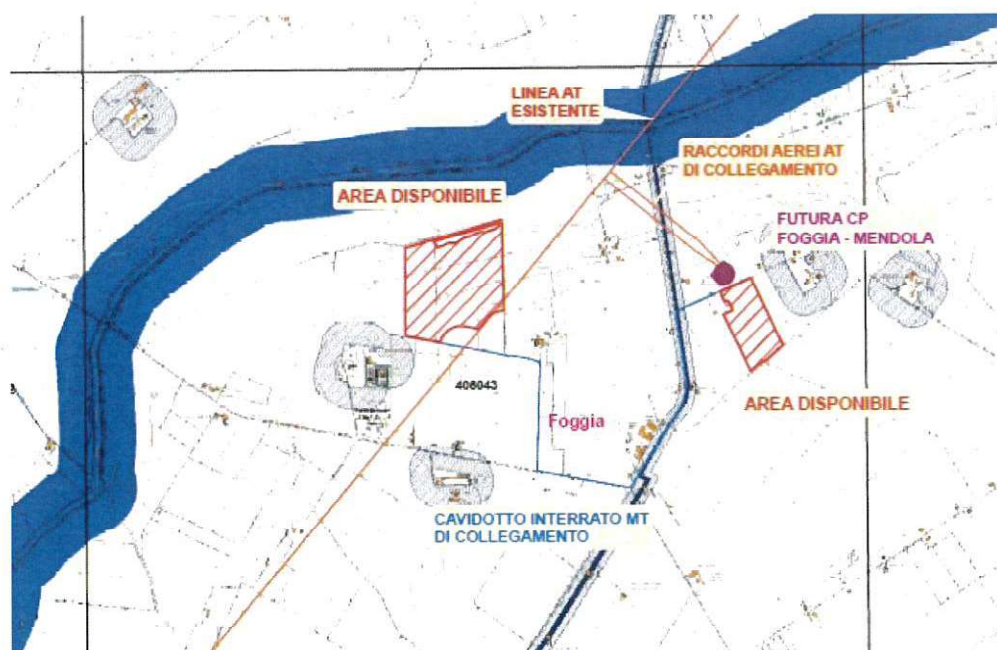 LINEA AT
ESISTENTE
RACCORDI AEREI AT
DI COLLEGAMENTO
AREA DISPONIBILE
FUTURA CP
FOGGIA - MENDOLA
406043
Foggia
AREA DISPONIBILE
CAVIDOTTO INTERRATO MT
DI COLLEGAMENTO